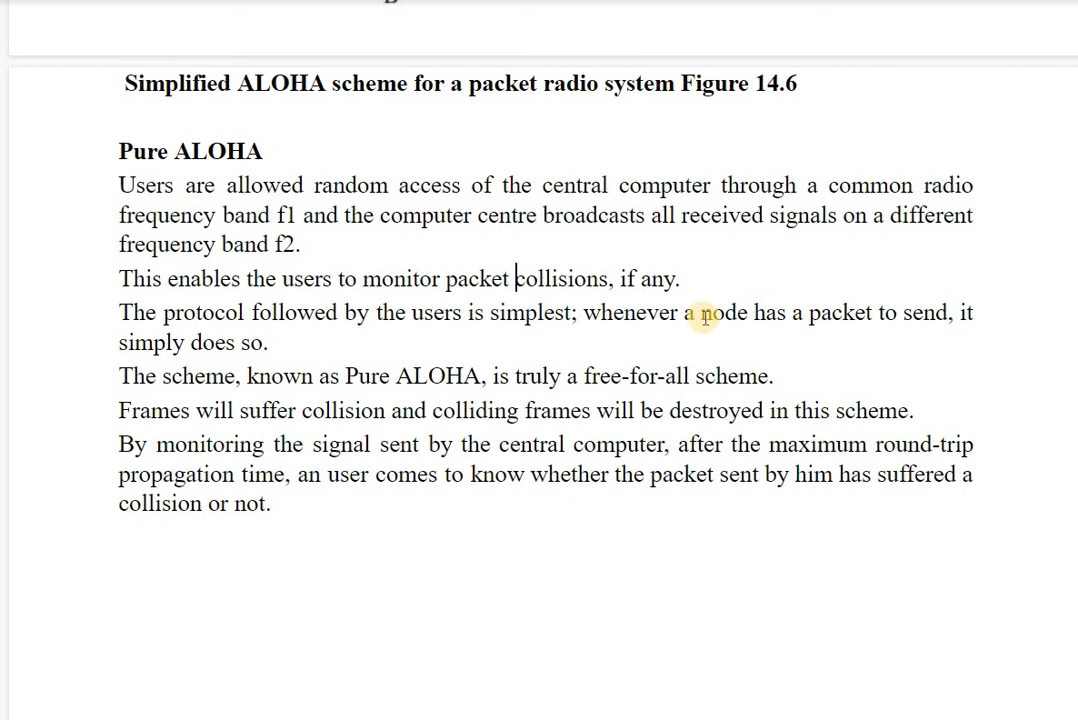 Simplified ALOHA scheme for a packet radio system Figure 14.6
Pure ALOHA
Users are allowed random access of the central computer through a common radio
frequency band f1 and the computer centre broadcasts all received signals on a different
frequency band f2.
This enables the users to monitor packet collisions, if any.
The protocol followed by the users is simplest; whenever a node has a packet to send, it
simply does so.
The scheme, known as Pure ALOHA, is truly a free-for-all scheme.
Frames will suffer collision and colliding frames will be destroyed in this scheme.
By monitoring the signal sent by the central computer, after the maximum round-trip
propagation time, an user comes to know whether the packet sent by him has suffered a
collision or not.